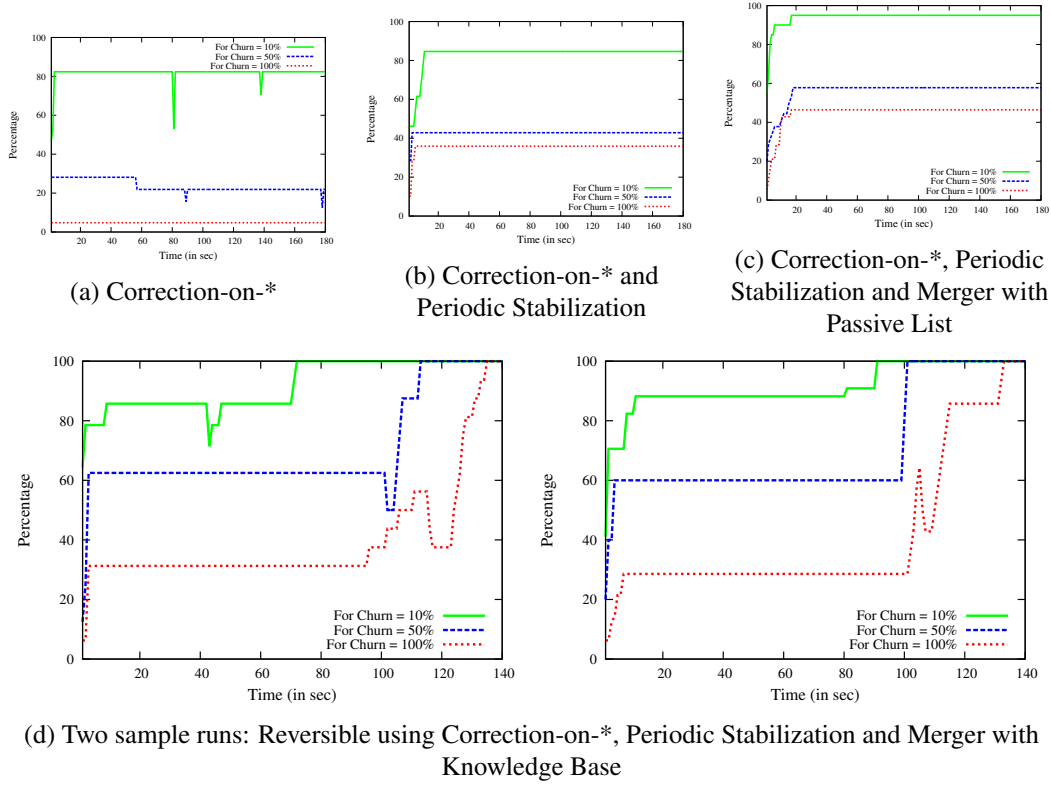 100
80
60
40
20
0
Percentage
20 40 60 80 100 120 140 160 180
Time (in sec)
For Churn = 10%
For Churn = 50%
For Churn = 100%
(a) Correction-on-*
100
80
60
40
20
0
Percentage
20 40 60 80 100 120 140 160 180
Time (in sec)
For Churn = 10%
For Churn = 50%
For Churn = 100%
(b) Correction-on-* and
Periodic Stabilization
100
80
60
40
20
0
Percentage
20 40 60 80 100 120 140 160 180
Time (in sec)
For Churn = 10%
For Churn = 50%
For Churn = 100%
(c) Correction-on-*, Periodic
Stabilization and Merger with
Passive List
100
80
60
40
20
0
Percentage
20 40 60 80 100 120 140
Time (in sec)
For Churn = 10%
For Churn = 50%
For Churn = 100%
100
80
60
40
20
0
Percentage
20 40 60 80 100 120 140
Time (in sec)
For Churn = 10%
For Churn = 50%
For Churn = 100%
(d) Two sample runs: Reversible using Correction-on-*, Periodic Stabilization and Merger with
Knowledge Base